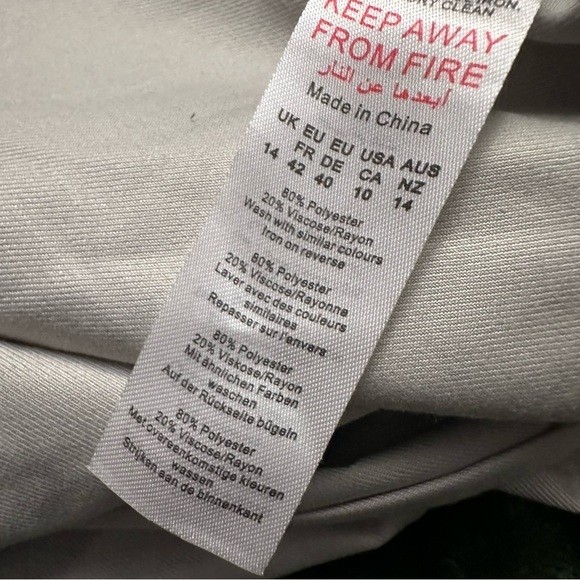 DRY CLEAN
KEEP AWAY
FROM FIRE
أبعدها عن النار
Made in China
UK EU EU USA AUS
FR DE CA NZ
14 42 40 10 14
80% Polyester
20% Viscose/Rayon
Wash with similar colours
Iron on reverse
80% Polyester
20% Viscose/Rayonne
Laver avec des couleurs
similaires
Repasser sur l'envers
80% Polyester
20% Viskose/Rayon
Mit ähnlichen Farben
waschen
Auf der Rückseite bügeln
80% Polyester
20% Viscose/Rayon
Met overeenkomstige kleuren
wassen
Strijken aan de binnenkant